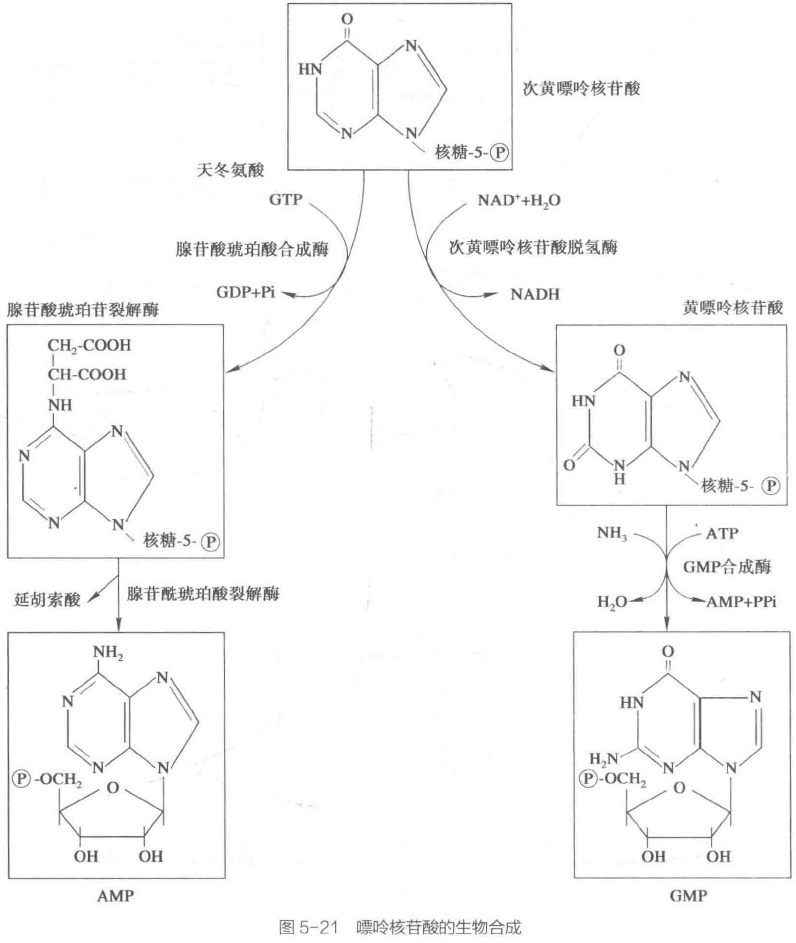 O
N
HN
次黄嘌呤核苷酸
N
N
核糖-5-Ⓟ
天冬氨酸
GTP
NAD⁺+H₂O
腺苷酸琥珀酸合成酶
次黄嘌呤核苷酸脱氢酶
GDP+Pi
NADH
腺苷酸琥珀苷裂解酶
黄嘌呤核苷酸
CH₂-COOH
CH-COOH
NH
N
N
N
N
核糖-5-Ⓟ
O
N
HN
O
N
H
N
核糖-5-Ⓟ
NH₃
ATP
GMP合成酶
H₂O
AMP+PPi
延胡索酸
腺苷酰琥珀酸裂解酶
NH₂
N
N
N
N
Ⓟ-OCH₂
O
OH
OH
AMP
O
HN
N
H₂N
N
N
Ⓟ-OCH₂
O
OH
OH
GMP
图 5-21 嘌呤核苷酸的生物合成